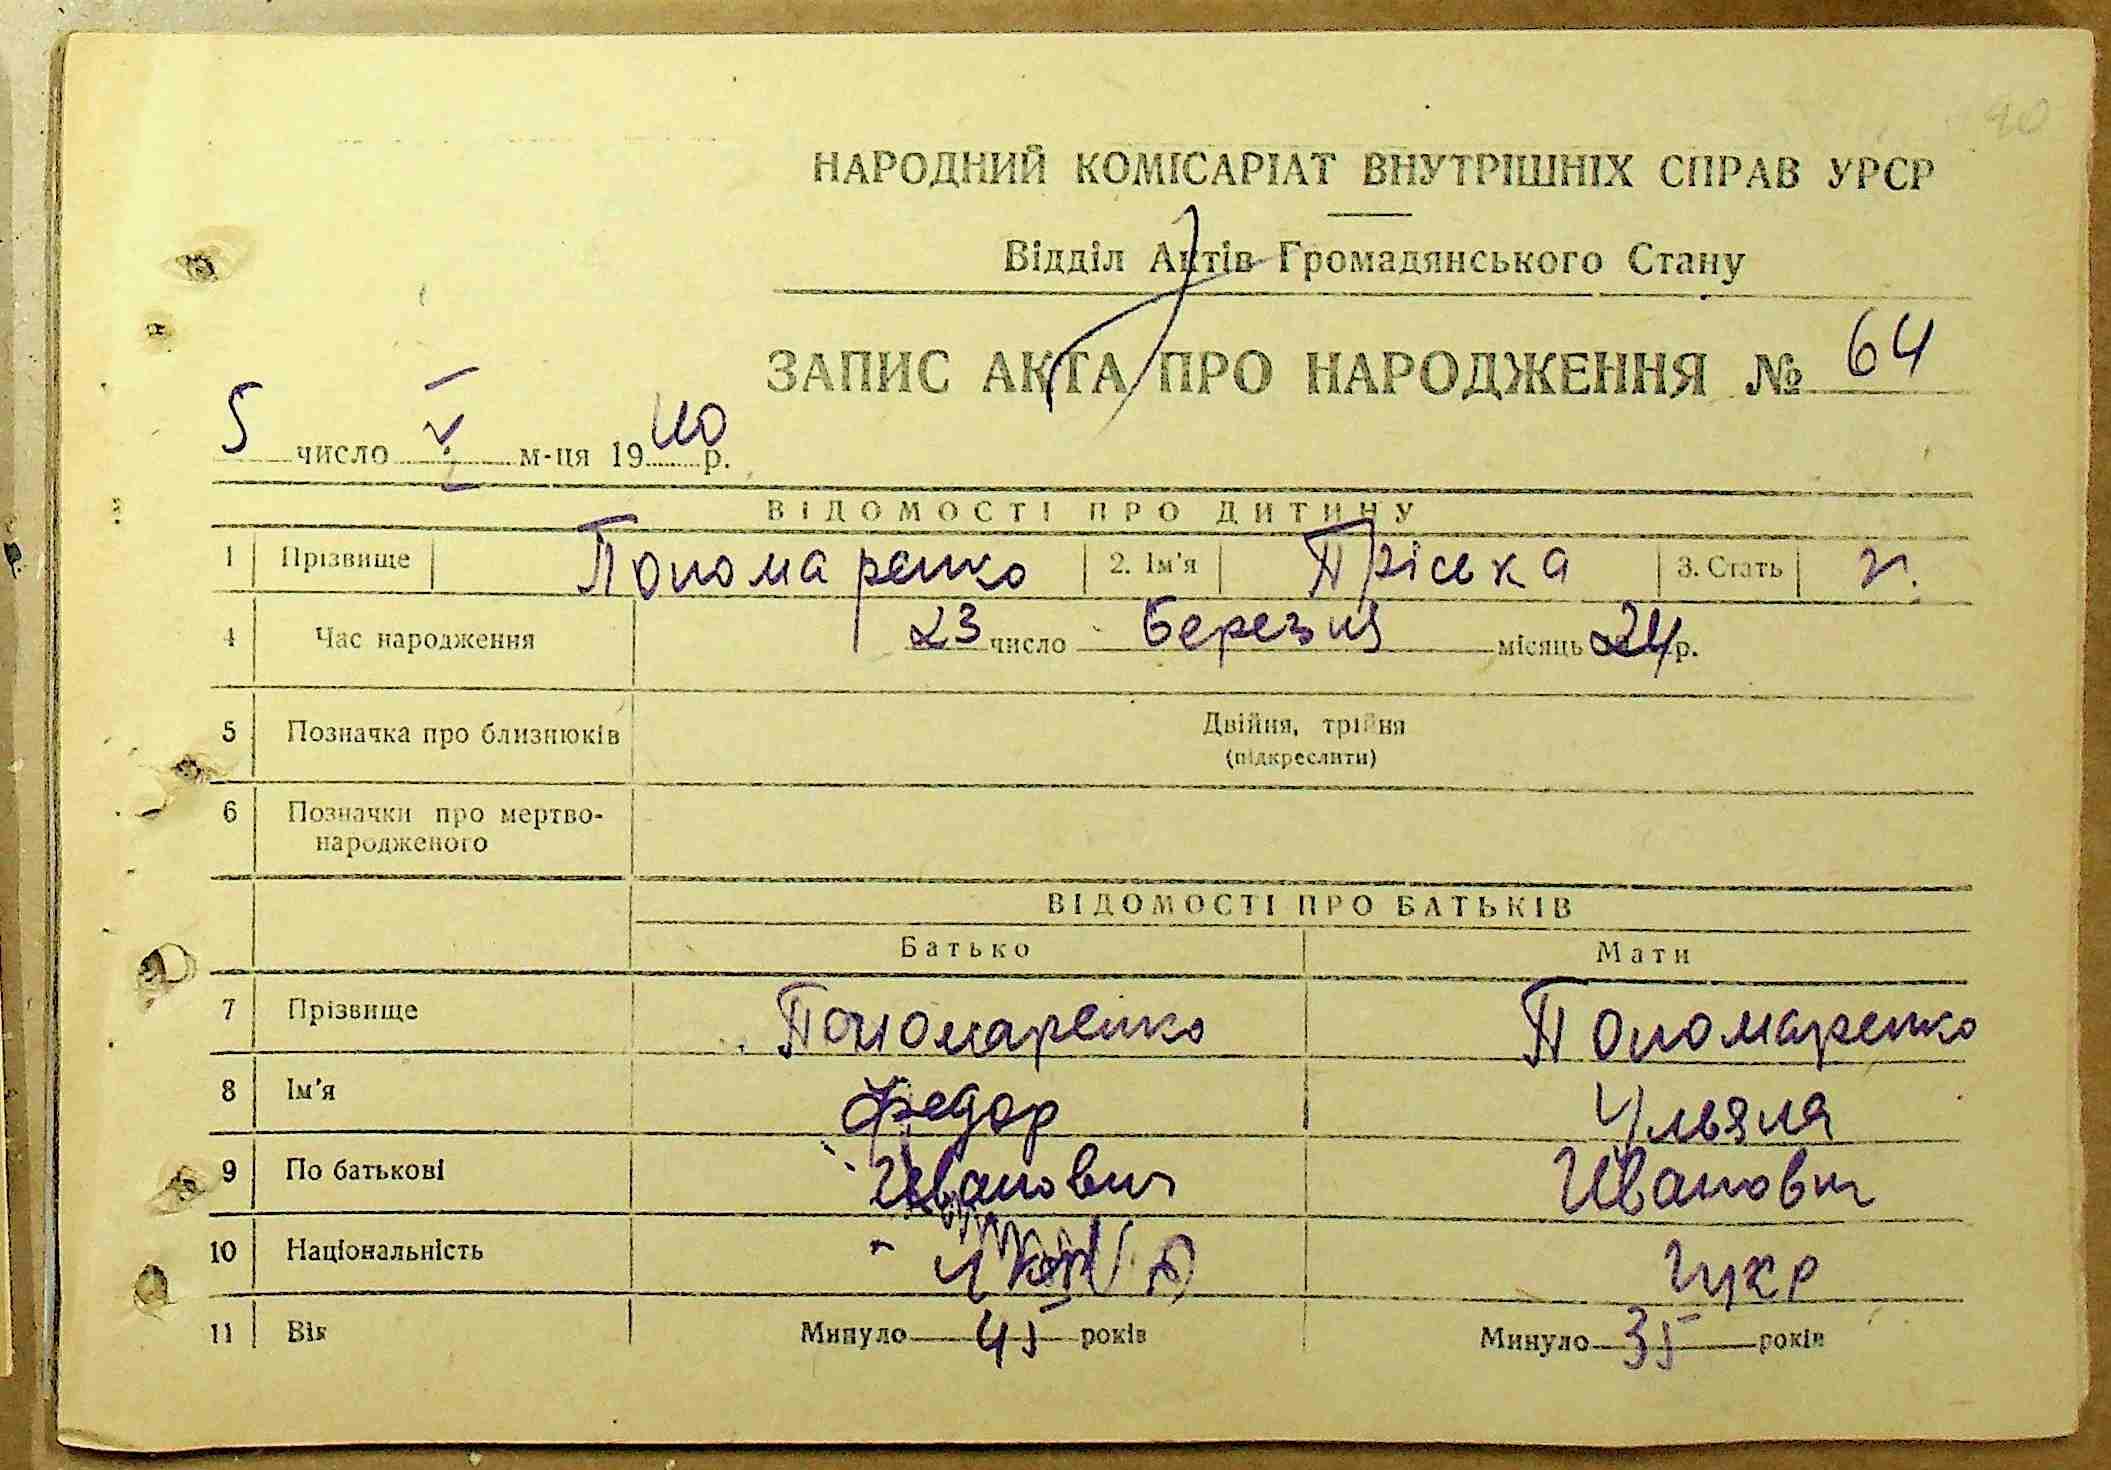 90
НАРОДНИЙ КОМІСАРІАТ ВНУТРІШНІХ СПРАВ УРСР
Відділ Актів Громадянського Стану
ЗАПИС АКТА ПРО НАРОДЖЕННЯ № 64
5 число V м-ця 1940 р.
ВІДОМОСТІ ПРО ДИТИНУ
1 Прізвище Пономаренко 2. Ім'я Пріська 3. Стать
4 Час народження 23 число Березня місяць 24 р.
5 Позначка про близнюків Двійня, трійня
(підкреслити)
6 Позначки про мертво-
народженого
ВІДОМОСТІ ПРО БАТЬКІВ
Батько Мати
7 Прізвище Пономаренко Пономаренко
8 Ім'я Федор Ульяна
9 По батькові Иванович Ивановн
10 Національність укр
11 Вік Минуло 45 років Минуло 35 років